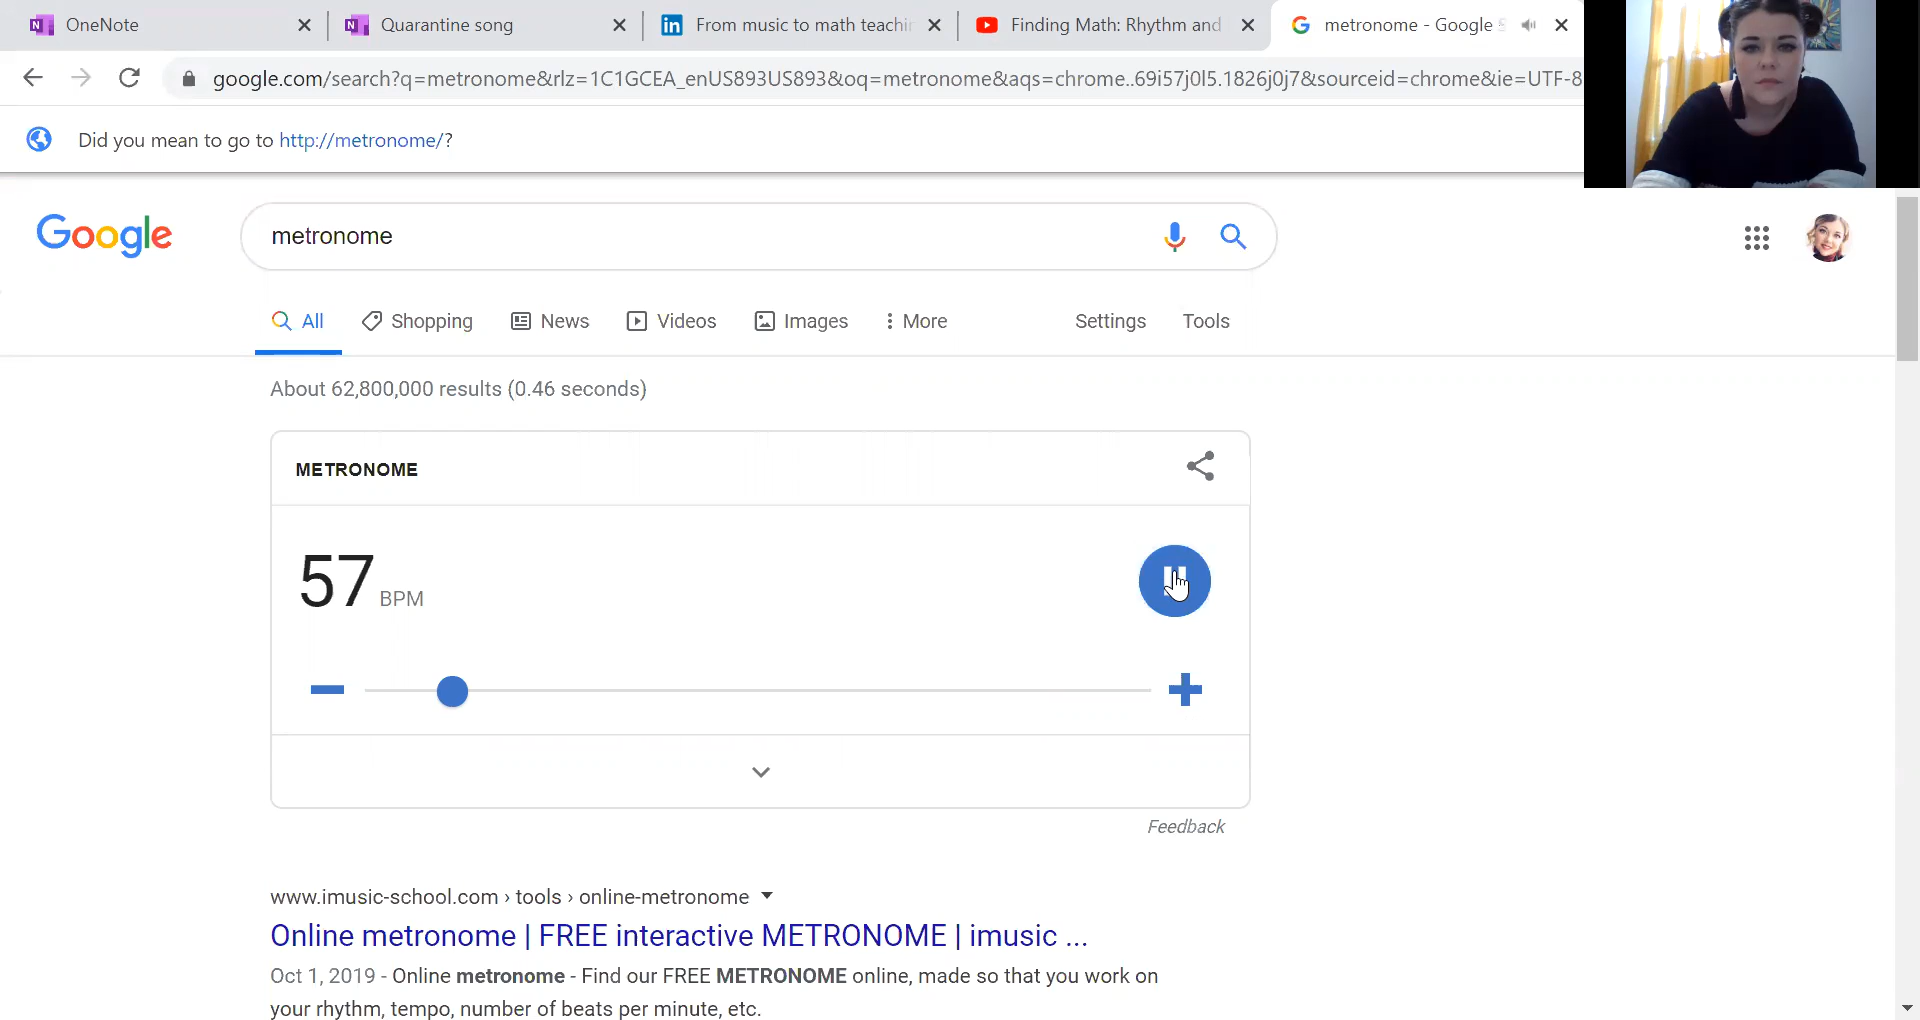 OneNote
Quarantine song
From music to math teachin
Finding Math: Rhythm and
metronome - Google S
google.com/search?q=metronome&rlz=1C1GCEA_enUS893US893&oq=metronome&aqs=chrome..69i57j0l5.1826j0j7&sourceid=chrome&ie=UTF-8
Did you mean to go to http://metronome/?
Google
metronome
All Shopping News Videos Images More Settings Tools
About 62,800,000 results (0.46 seconds)
METRONOME
57 BPM
Feedback
www.imusic-school.com › tools › online-metronome
Online metronome | FREE interactive METRONOME | imusic ...
Oct 1, 2019 - Online metronome - Find our FREE METRONOME online, made so that you work on
your rhythm, tempo, number of beats per minute, etc.